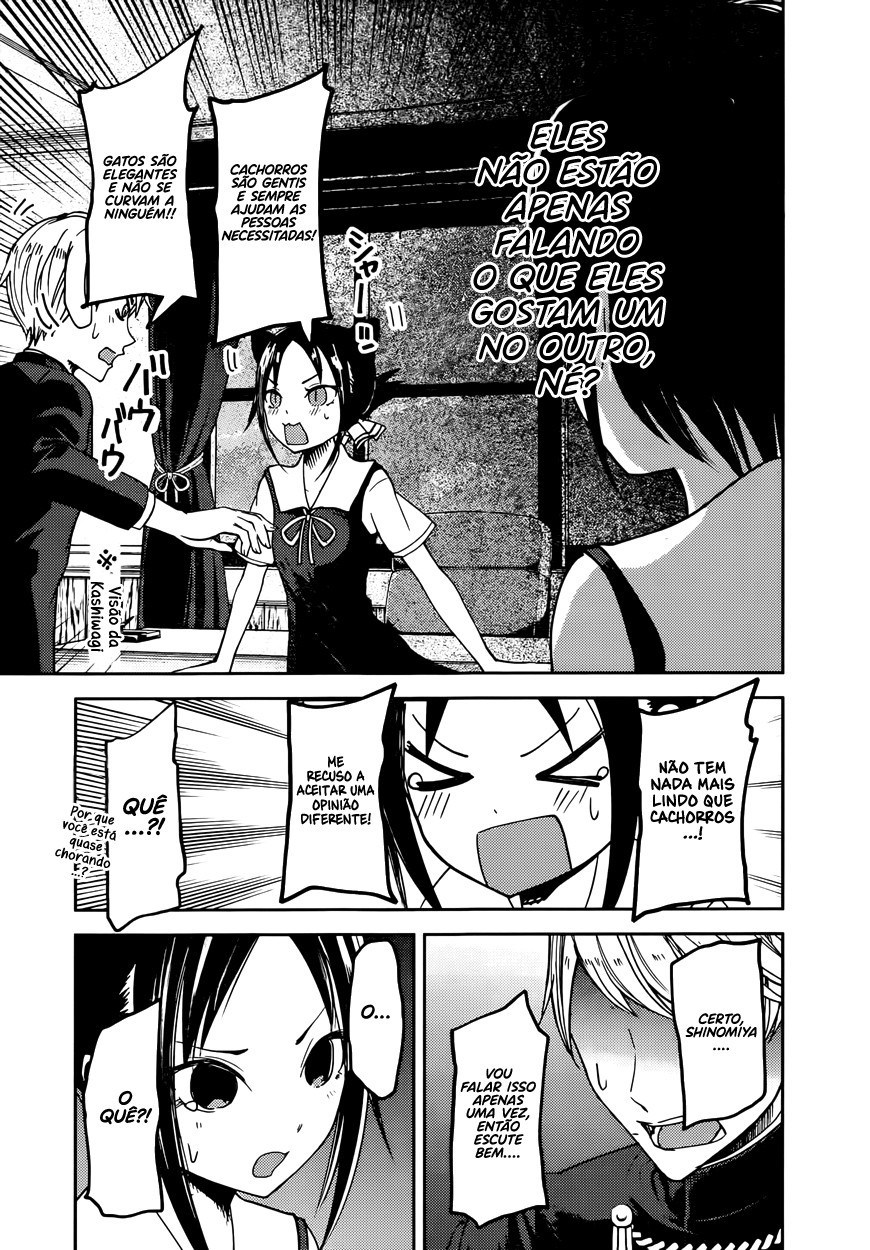 ELES
NÃO ESTÃO
APENAS
FALANDO
O QUE ELES
GOSTAM UM
NO OUTRO,
NÉ?
CACHORROS
SÃO GENTIS
E SEMPRE
AJUDAM AS
PESSOAS
NECESSITADAS!
GATOS SÃO
ELEGANTES
E NÃO SE
CURVAM A
NINGUÉM!!
シャーッ
バウバウ
※ Visão da
Kashiwagi
NÃO TEM
NADA MAIS
LINDO QUE
CACHORROS
...!
ME
RECUSO A
ACEITAR UMA
OPINIÃO
DIFERENTE!
QUÊ
...?!
Por que
você está
quase
chorando
...?
CERTO,
SHINOMIYA
....
VOU
FALAR ISSO
APENAS
UMA VEZ,
ENTÃO
ESCUTE
BEM....
O...
O
QUÊ?!